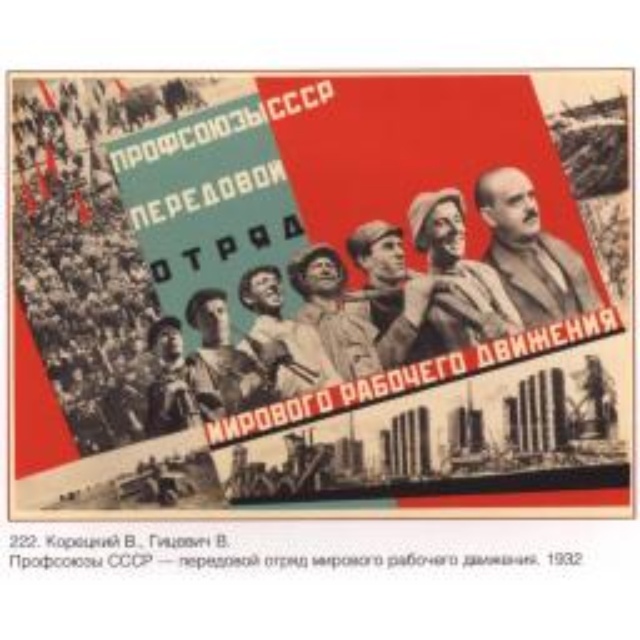 ПРОФСОЮЗЫ СССР
ПЕРЕДОВОЙ
ОТРЯД
МИРОВОГО РАБОЧЕГО ДВИЖЕНИЯ
222. Корецкий В., Гицевич В.
Профсоюзы СССР — передовой отряд мирового рабочего движения. 1932